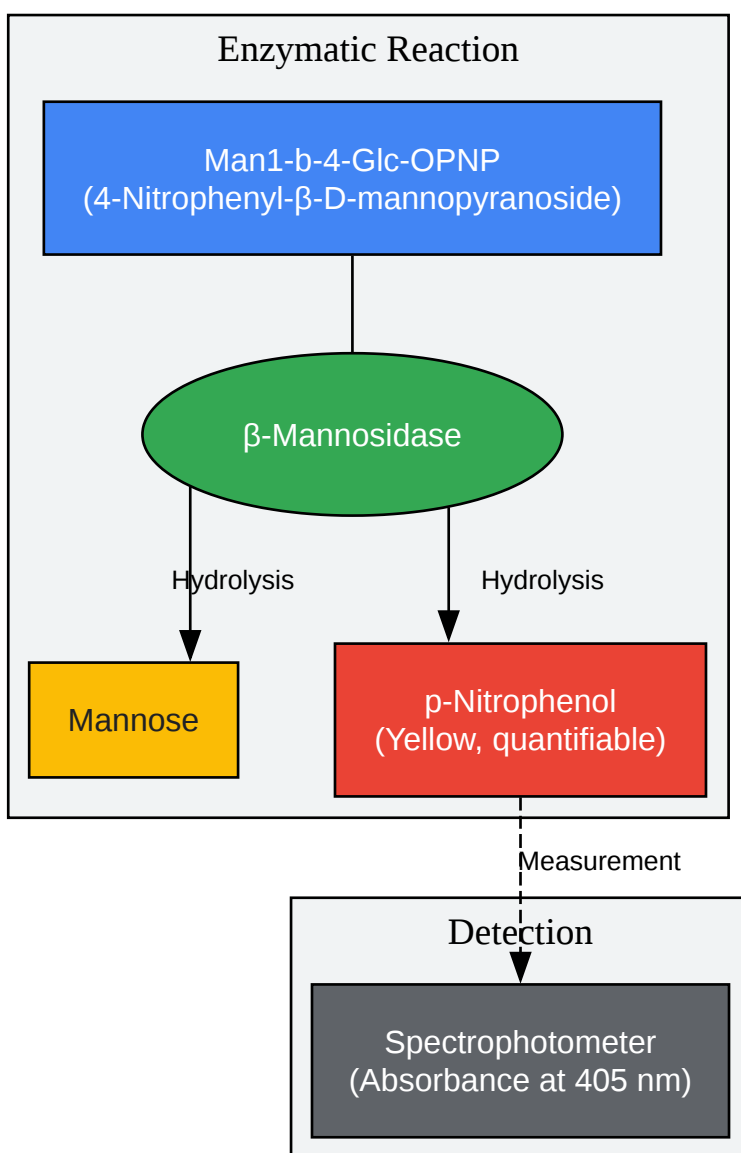 Enzymatic Reaction
Man1-b-4-Glc-OPNP
(4-Nitrophenyl-β-D-mannopyranoside)
β-Mannosidase
Hydrolysis
Hydrolysis
Mannose
p-Nitrophenol
(Yellow, quantifiable)
Measurement
Detection
Spectrophotometer
(Absorbance at 405 nm)